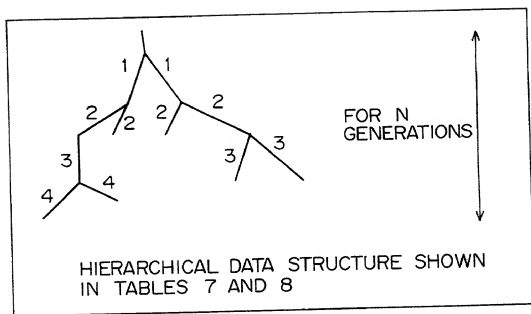 1 1
2 2 2 2
3 3 3
4 4
FOR N
GENERATIONS
HIERARCHICAL DATA STRUCTURE SHOWN
IN TABLES 7 AND 8